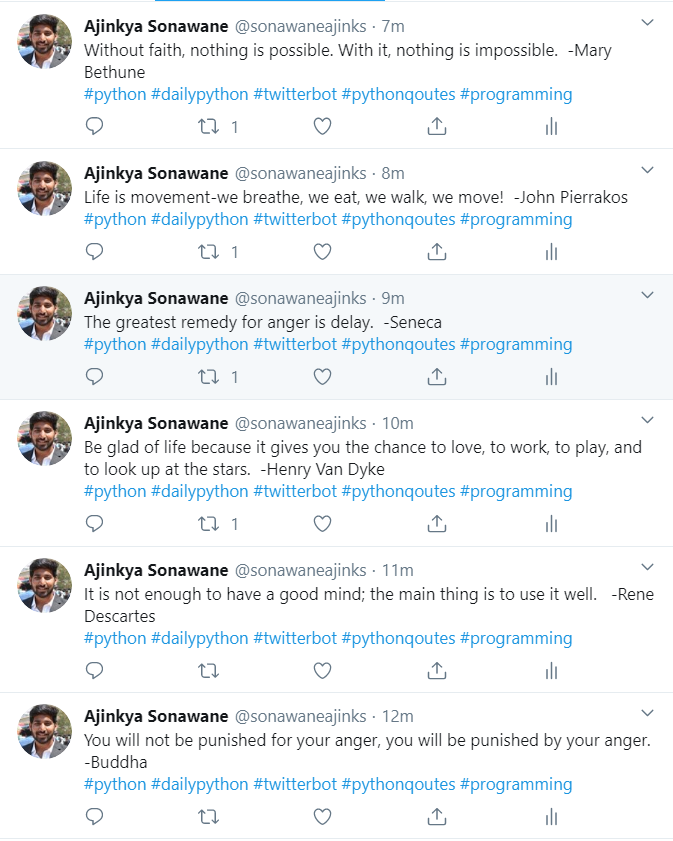 Ajinkya Sonawane @sonawaneajinks · 7m
Without faith, nothing is possible. With it, nothing is impossible.  -Mary
Bethune
#python #dailypython #twitterbot #pythonqoutes #programming
1
Ajinkya Sonawane @sonawaneajinks · 8m
Life is movement-we breathe, we eat, we walk, we move!  -John Pierrakos
#python #dailypython #twitterbot #pythonqoutes #programming
1
Ajinkya Sonawane @sonawaneajinks · 9m
The greatest remedy for anger is delay.  -Seneca
#python #dailypython #twitterbot #pythonqoutes #programming
1
Ajinkya Sonawane @sonawaneajinks · 10m
Be glad of life because it gives you the chance to love, to work, to play, and
to look up at the stars.  -Henry Van Dyke
#python #dailypython #twitterbot #pythonqoutes #programming
1
Ajinkya Sonawane @sonawaneajinks · 11m
It is not enough to have a good mind; the main thing is to use it well.   -Rene
Descartes
#python #dailypython #twitterbot #pythonqoutes #programming
Ajinkya Sonawane @sonawaneajinks · 12m
You will not be punished for your anger, you will be punished by your anger.
-Buddha
#python #dailypython #twitterbot #pythonqoutes #programming